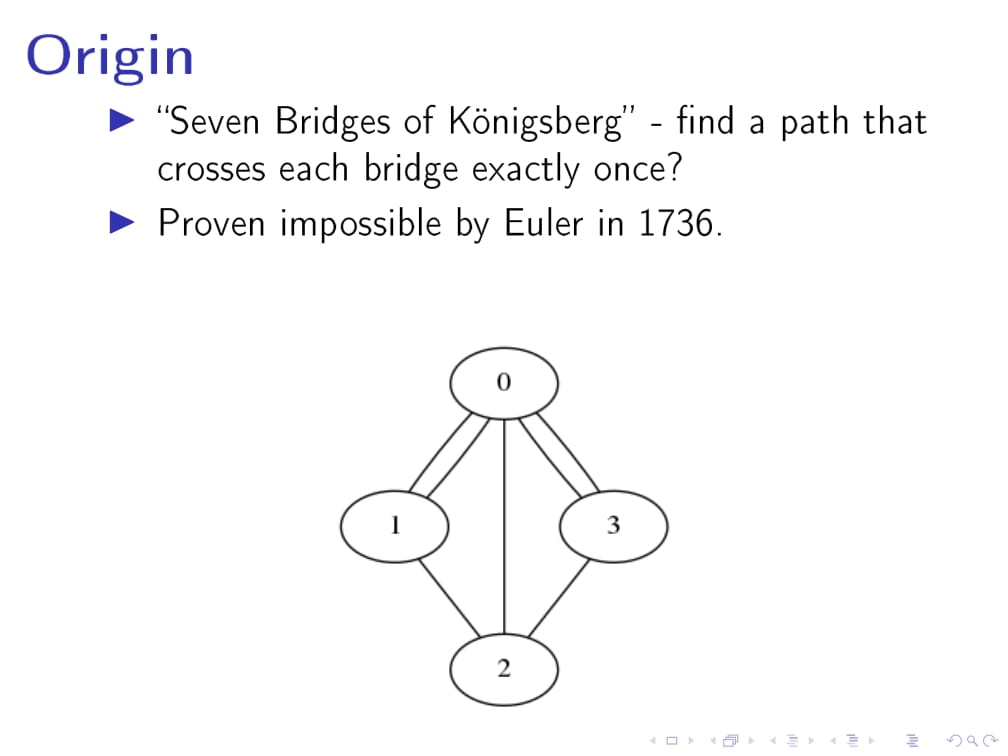 Origin
“Seven Bridges of Königsberg” - find a path that
crosses each bridge exactly once?
Proven impossible by Euler in 1736.
0
1
3
2